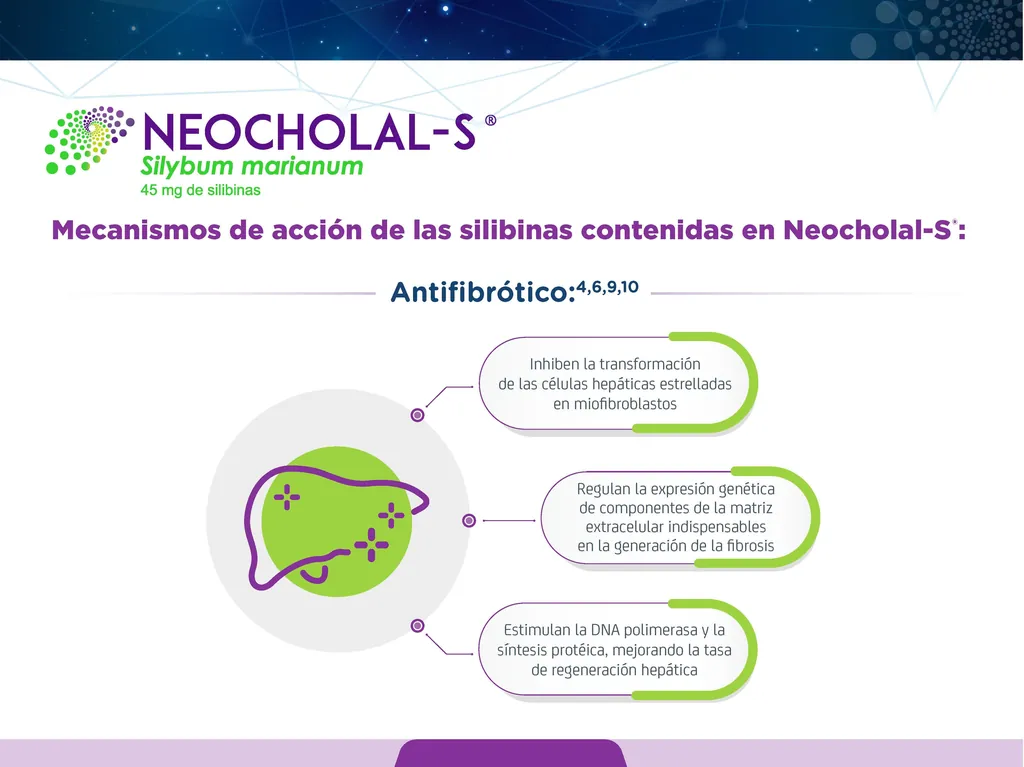 NEOCHOLAL-S ®
Silybum marianum
45 mg de silibinas
Mecanismos de acción de las silibinas contenidas en Neocholal-S®:
Antifibrótico:4,6,9,10
Inhiben la transformación
de las células hepáticas estrelladas
en miofibroblastos
Regulan la expresión genética
de componentes de la matriz
extracelular indispensables
en la generación de la fibrosis
Estimulan la DNA polimerasa y la
síntesis protéica, mejorando la tasa
de regeneración hepática